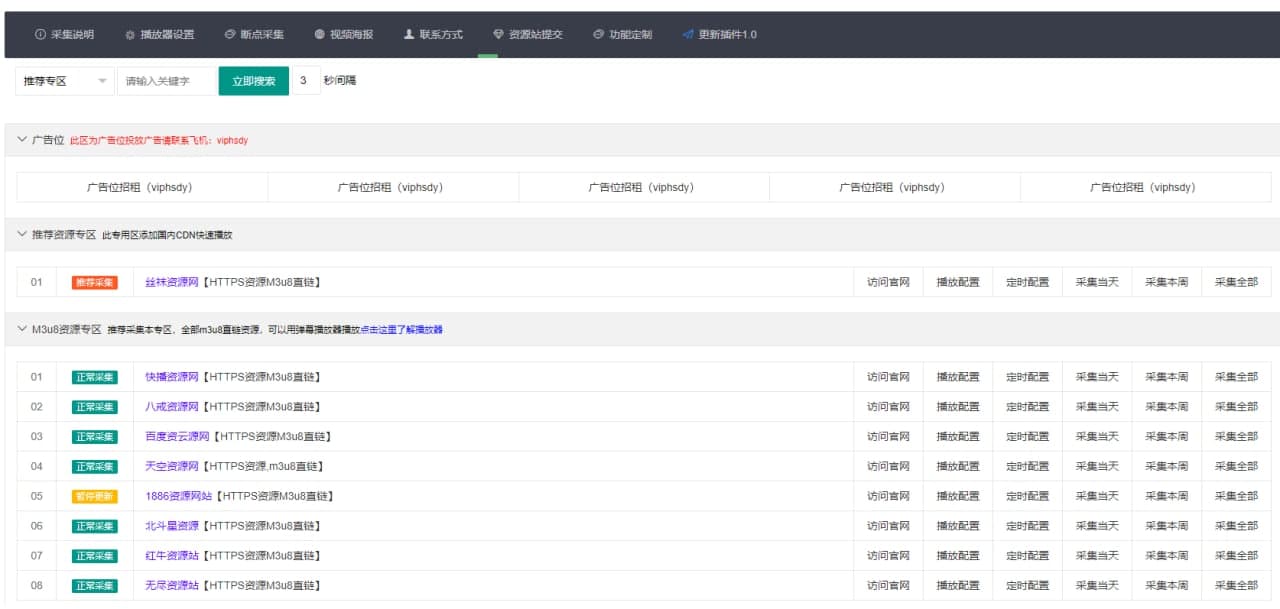 采集说明 播放器设置 断点采集 视频海报 联系方式 资源站提交 功能定制 更新插件1.0
推荐专区 请输入关键字 立即搜索 3 秒间隔
广告位 此区为广告位投放广告请联系飞机：viphsdy
广告位招租（viphsdy） 广告位招租（viphsdy） 广告位招租（viphsdy） 广告位招租（viphsdy） 广告位招租（viphsdy）
推荐资源专区 此专用区添加国内CDN快速播放
01 推荐采集 丝袜资源网【HTTPS资源M3u8直链】 访问官网 播放配置 定时配置 采集当天 采集本周 采集全部
M3u8资源专区 推荐采集本专区，全部m3u8直链资源，可以用弹幕播放器播放点击这里了解播放器
01 正常采集 快播资源网【HTTPS资源M3u8直链】 访问官网 播放配置 定时配置 采集当天 采集本周 采集全部
02 正常采集 八戒资源网【HTTPS资源M3u8直链】 访问官网 播放配置 定时配置 采集当天 采集本周 采集全部
03 正常采集 百度资云源网【HTTPS资源M3u8直链】 访问官网 播放配置 定时配置 采集当天 采集本周 采集全部
04 正常采集 天空资源网【HTTPS资源,m3u8直链】 访问官网 播放配置 定时配置 采集当天 采集本周 采集全部
05 暂停更新 1886资源网站【HTTPS资源M3u8直链】 访问官网 播放配置 定时配置 采集当天 采集本周 采集全部
06 正常采集 北斗星资源【HTTPS资源M3u8直链】 访问官网 播放配置 定时配置 采集当天 采集本周 采集全部
07 正常采集 红牛资源站【HTTPS资源M3u8直链】 访问官网 播放配置 定时配置 采集当天 采集本周 采集全部
08 正常采集 无尽资源站【HTTPS资源M3u8直链】 访问官网 播放配置 定时配置 采集当天 采集本周 采集全部